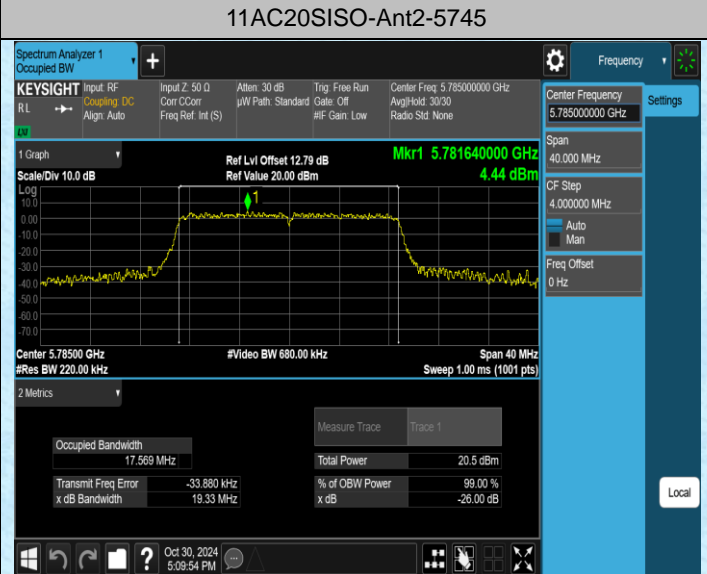 11AC20SISO-Ant2-5745
Spectrum Analyzer 1
Occupied BW
Frequency
KEYSIGHT
RL
LXI
Input: RF
Coupling: DC
Align: Auto
Input Z: 50 Ω
Corr CCorr
Freq Ref: Int (S)
Atten: 30 dB
µW Path: Standard
Trig: Free Run
Gate: Off
#IF Gain: Low
Center Freq: 5.785000000 GHz
Avg|Hold: 30/30
Radio Std: None
Center Frequency
5.785000000 GHz
Settings
Span
40.000 MHz
CF Step
4.000000 MHz
Auto
Man
Freq Offset
0 Hz
1 Graph
Scale/Div 10.0 dB
Ref Lvl Offset 12.79 dB
Ref Value 20.00 dBm
Mkr1 5.781640000 GHz
4.44 dBm
Log
10.0
0.00
-10.0
-20.0
-30.0
-40.0
-50.0
-60.0
-70.0
1
Center 5.78500 GHz
#Video BW 680.00 kHz
Span 40 MHz
#Res BW 220.00 kHz
Sweep 1.00 ms (1001 pts)
2 Metrics
Measure Trace Trace 1
Occupied Bandwidth
17.569 MHz
Total Power 20.5 dBm
Transmit Freq Error -33.880 kHz
% of OBW Power 99.00 %
x dB Bandwidth 19.33 MHz
x dB -26.00 dB
Local
Oct 30, 2024
5:09:54 PM